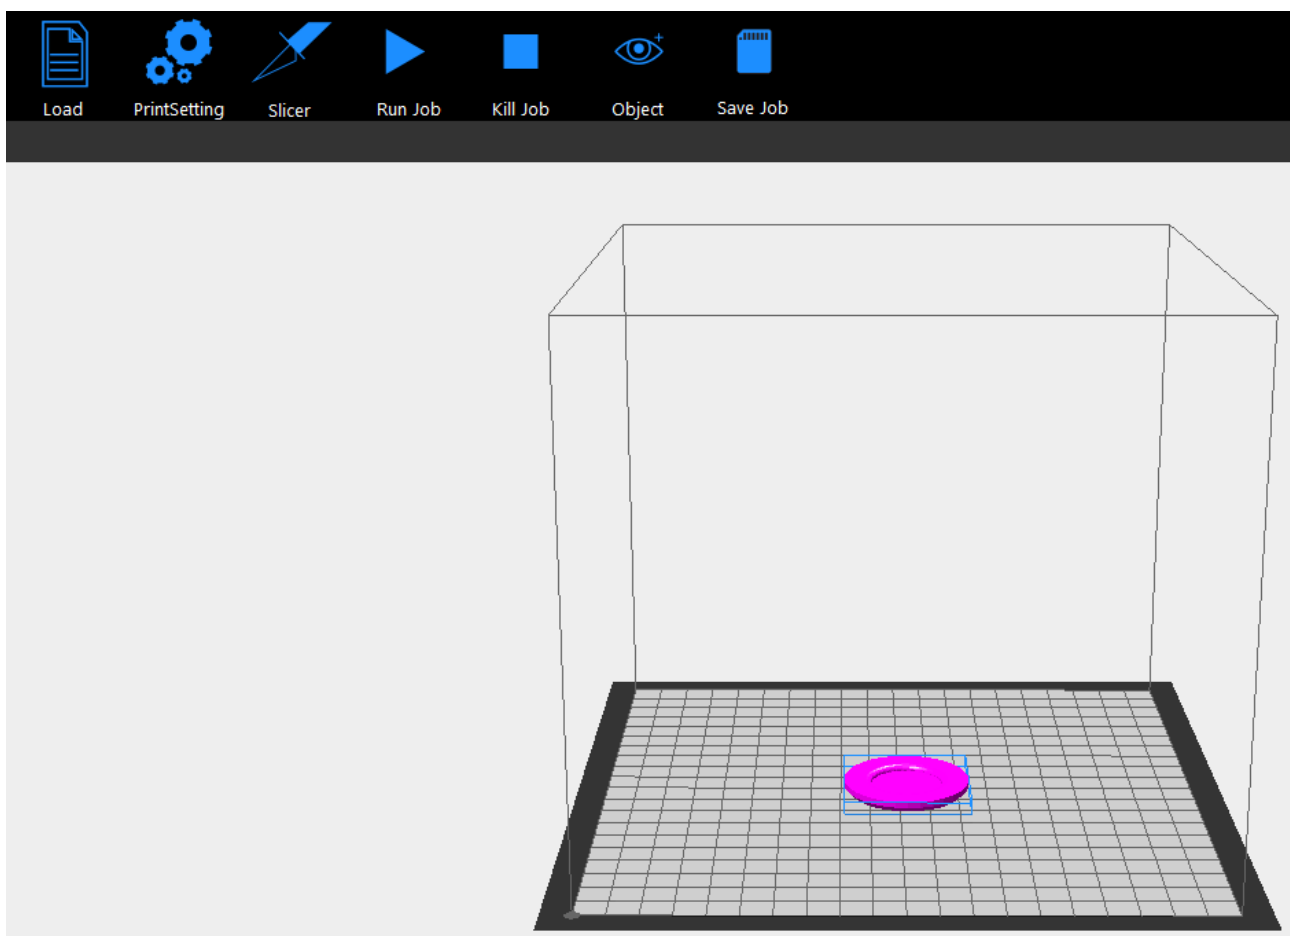 Load
PrintSetting
Slicer
Run Job
Kill Job
Object
Save Job